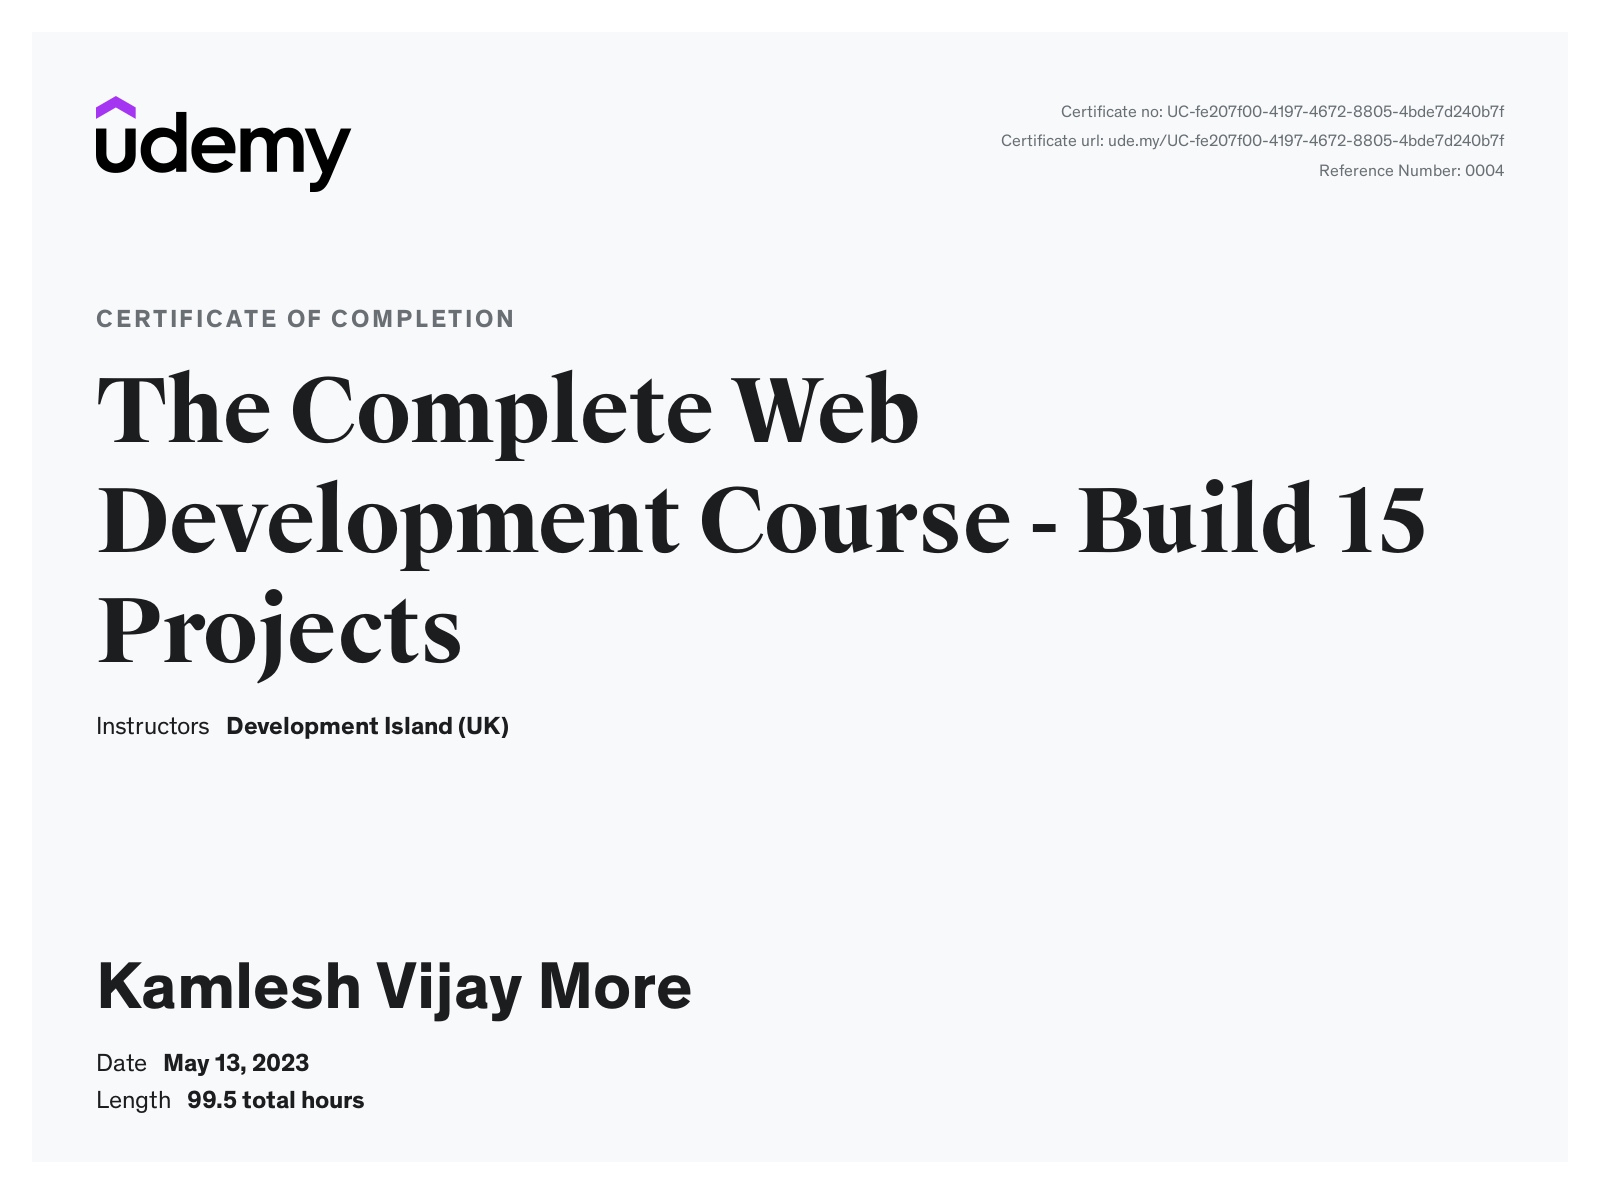 udemy
Certificate no: UC-fe207f00-4197-4672-8805-4bde7d240b7f
Certificate url: ude.my/UC-fe207f00-4197-4672-8805-4bde7d240b7f
Reference Number: 0004
CERTIFICATE OF COMPLETION
The Complete Web
Development Course - Build 15
Projects
Instructors Development Island (UK)
Kamlesh Vijay More
Date May 13, 2023
Length 99.5 total hours